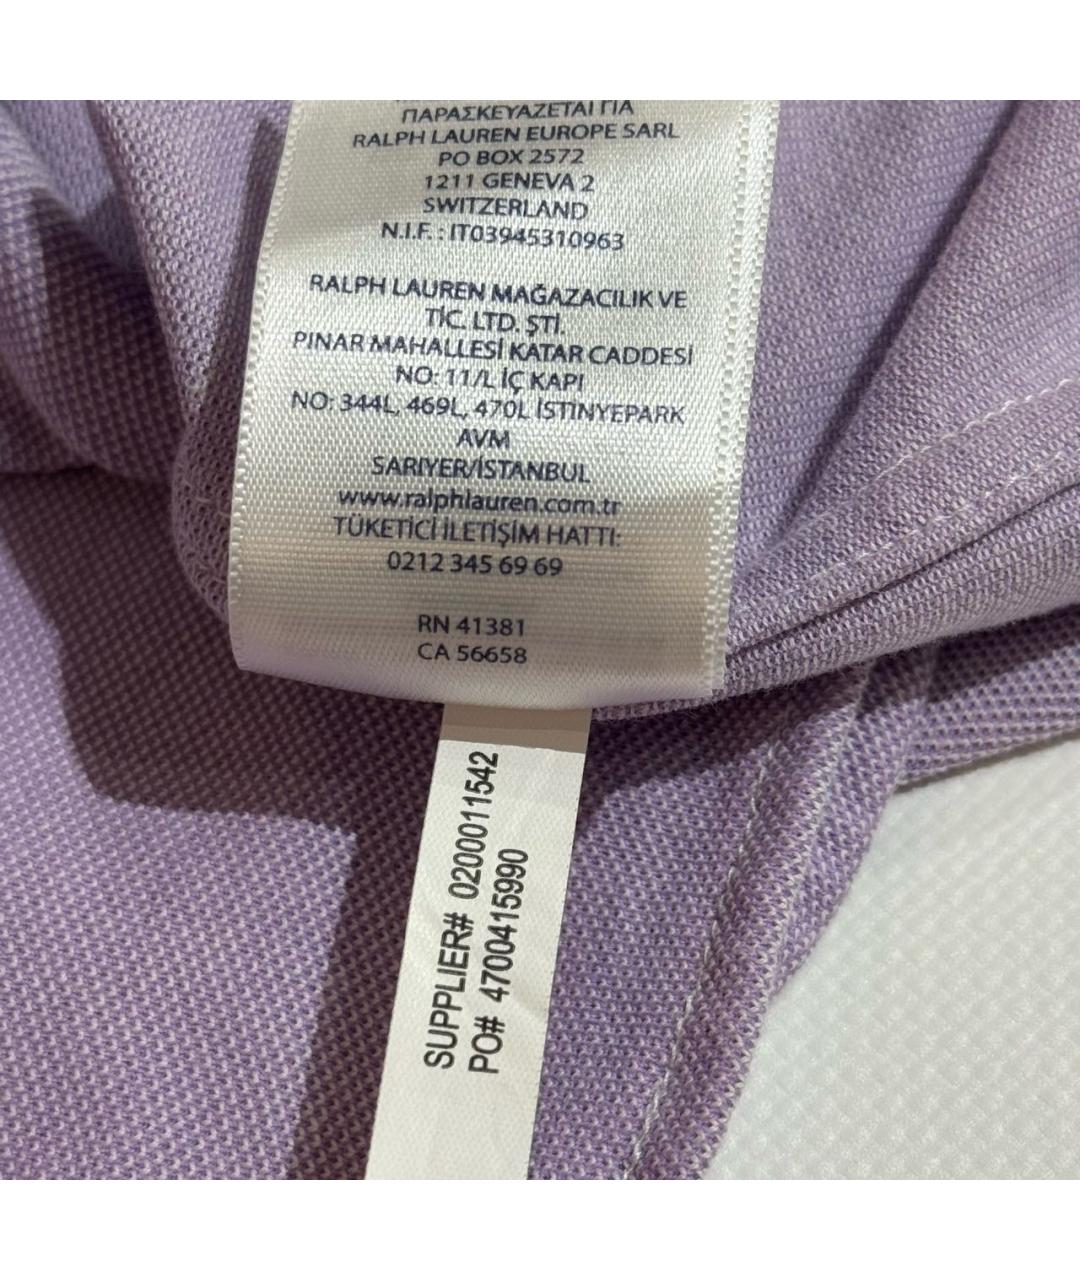 ΠΑΡΑΣΚΕΥΑΖΕΤΑΙ ΓΙΑ
RALPH LAUREN EUROPE SARL
PO BOX 2572
1211 GENEVA 2
SWITZERLAND
N.I.F. : IT03945310963
RALPH LAUREN MAĞAZACILIK VE
TİC. LTD. ŞTİ.
PINAR MAHALLESİ KATAR CADDESİ
NO: 11/L İÇ KAPI
NO: 344L, 469L, 470L İSTİNYEPARK
AVM
SARIYER/İSTANBUL
www.ralphlauren.com.tr
TÜKETİCİ İLETİŞİM HATTI:
0212 345 69 69
RN 41381
CA 56658
SUPPLIER# 0200011542
PO# 4700415990